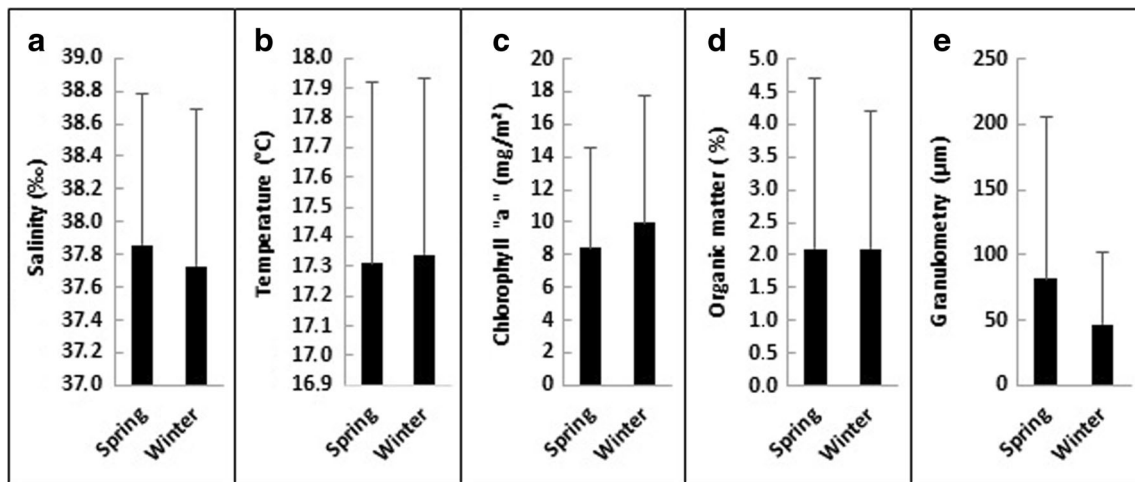 a
Salinity (‰)
39.0
38.8
38.6
38.4
38.2
38.0
37.8
37.6
37.4
37.2
37.0
Spring
Winter
b
Temperature (°C)
18.0
17.9
17.8
17.7
17.6
17.5
17.4
17.3
17.2
17.1
17.0
16.9
Spring
Winter
c
Chlorophyll "a " (mg/m²)
20
18
16
14
12
10
8
6
4
2
0
Spring
Winter
d
Organic matter ( %)
5.0
4.5
4.0
3.5
3.0
2.5
2.0
1.5
1.0
0.5
0.0
Spring
Winter
e
Granulometry (µm)
250
200
150
100
50
0
Spring
Winter